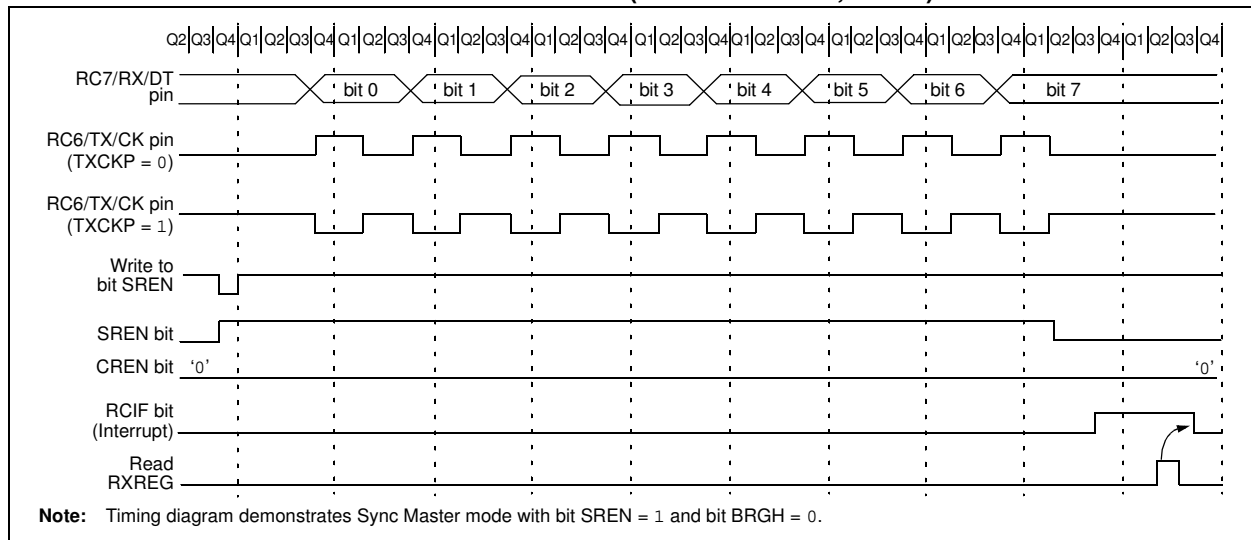 Q2 Q3 Q4 Q1 Q2 Q3 Q4 Q1 Q2 Q3 Q4 Q1 Q2 Q3 Q4 Q1 Q2 Q3 Q4 Q1 Q2 Q3 Q4 Q1 Q2 Q3 Q4 Q1 Q2 Q3 Q4 Q1 Q2 Q3 Q4 Q1 Q2 Q3 Q4 Q1 Q2 Q3 Q4
RC7/RX/DT
pin
bit 0 bit 1 bit 2 bit 3 bit 4 bit 5 bit 6 bit 7
RC6/TX/CK pin
(TXCKP = 0)
RC6/TX/CK pin
(TXCKP = 1)
Write to
bit SREN
SREN bit
CREN bit ‘0’ ‘0’
RCIF bit
(Interrupt)
Read
RXREG
Note: Timing diagram demonstrates Sync Master mode with bit SREN = 1 and bit BRGH = 0.